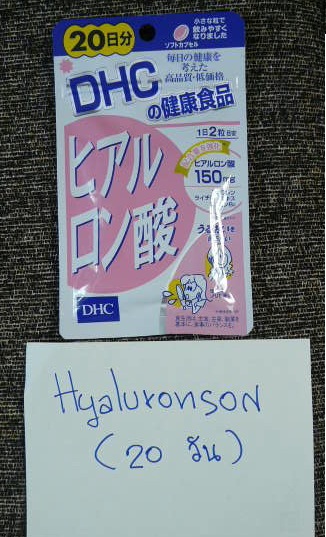 20日分
小さな粒で
飲みやすく
なりました
ソフトカプセル
毎日の健康を
考えた
高品質・低価格
DHC
の健康食品
1日2粒目安
ヒアルロン酸
150mg
ヒアル
ロン酸
DHC
Hyaluronson
(20 วัน)